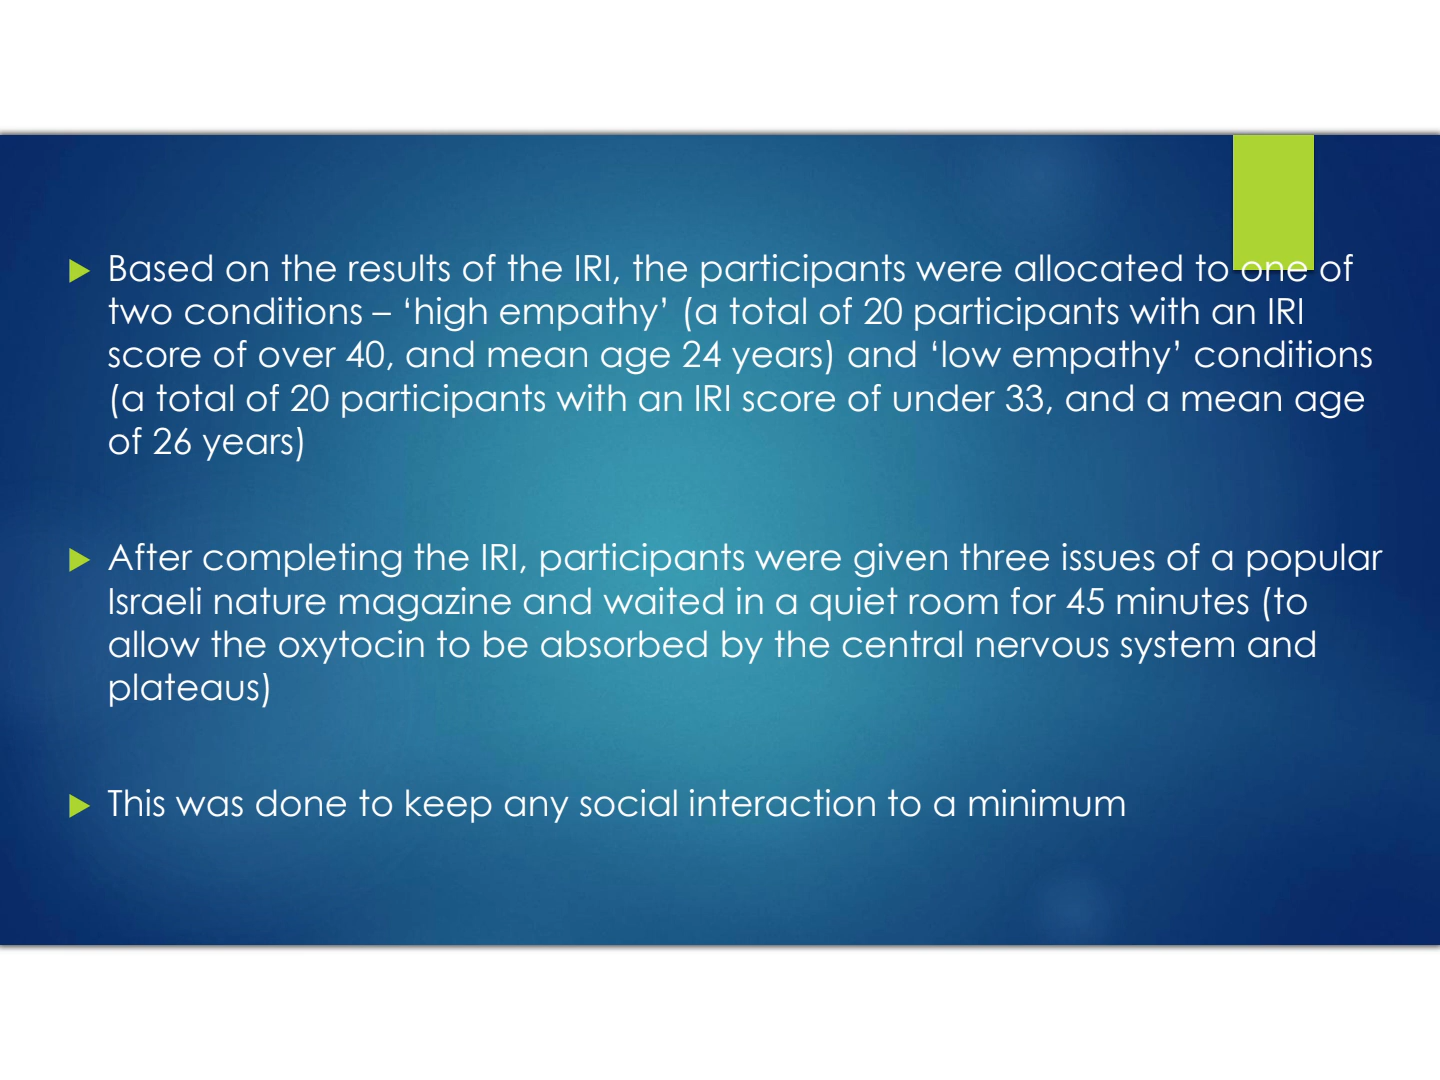 Based on the results of the IRI, the participants were allocated to one of
two conditions – ‘high empathy’ (a total of 20 participants with an IRI
score of over 40, and mean age 24 years) and ‘low empathy’ conditions
(a total of 20 participants with an IRI score of under 33, and a mean age
of 26 years)
After completing the IRI, participants were given three issues of a popular
Israeli nature magazine and waited in a quiet room for 45 minutes (to
allow the oxytocin to be absorbed by the central nervous system and
plateaus)
This was done to keep any social interaction to a minimum